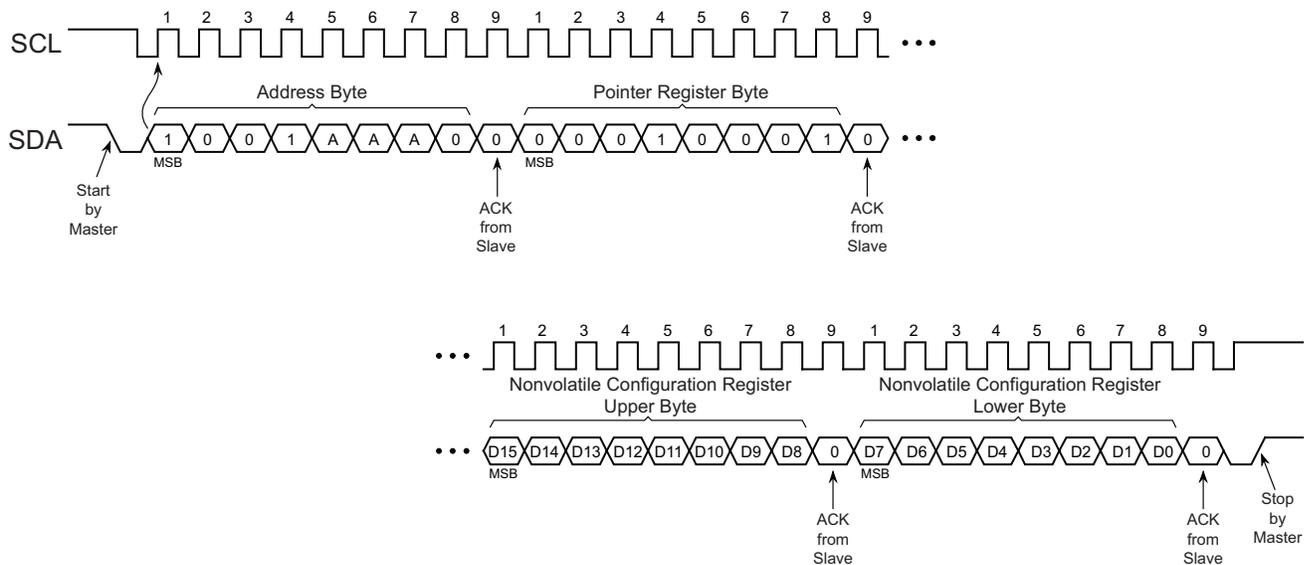 1 2 3 4 5 6 7 8 9 1 2 3 4 5 6 7 8 9
SCL
Address Byte Pointer Register Byte
SDA 1 0 0 1 A A A 0 0 0 0 0 1 0 0 0 1 0
MSB MSB
Start
by
Master
ACK
from
Slave
ACK
from
Slave
1 2 3 4 5 6 7 8 9 1 2 3 4 5 6 7 8 9
Nonvolatile Configuration Register
Upper Byte
Nonvolatile Configuration Register
Lower Byte
D15 D14 D13 D12 D11 D10 D9 D8 0 D7 D6 D5 D4 D3 D2 D1 D0 0
MSB MSB
ACK
from
Slave
ACK
from
Slave
Stop
by
Master